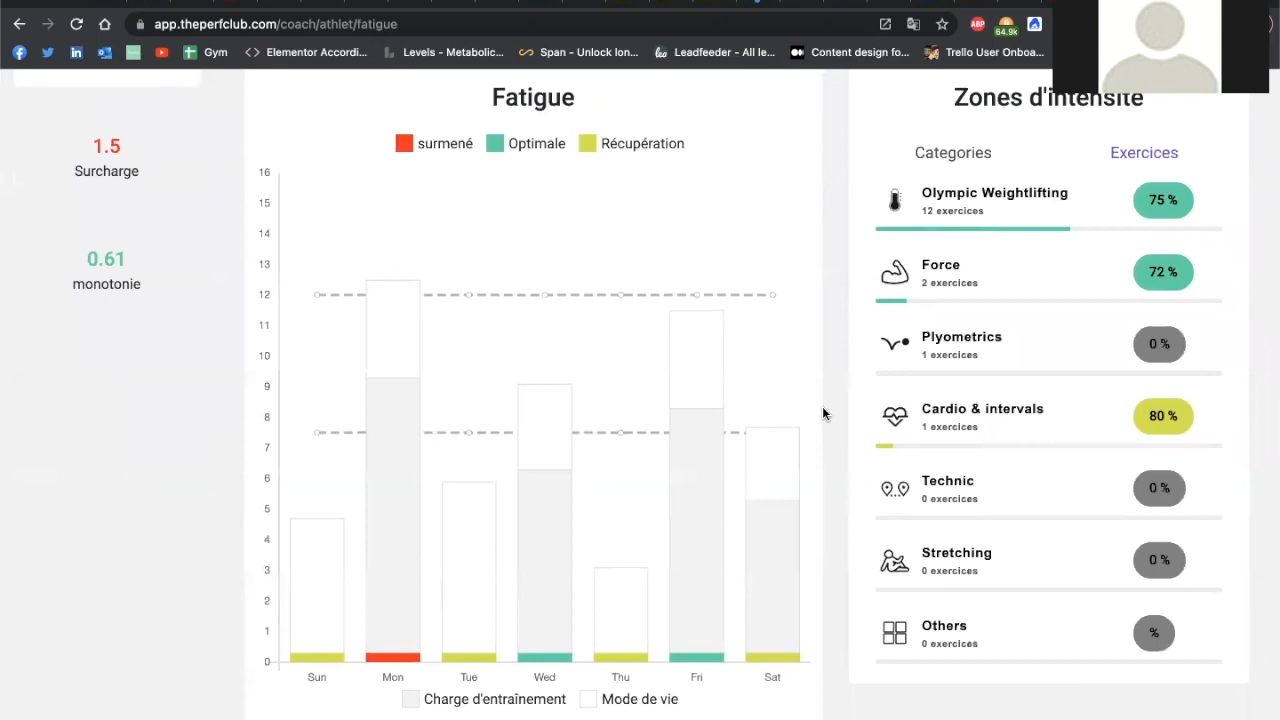 app.theperfclub.com/coach/athlet/fatigue
ABP
64.9k
Gym
Elementor Accordi...
Levels - Metabolic...
Span - Unlock lon...
Leadfeeder - All le...
Content design fo...
Trello User Onboa...
1.5
Surcharge
0.61
monotonie
Fatigue
surmené Optimale Récupération
16
15
14
13
12
11
10
9
8
7
6
5
4
3
2
1
0
Sun Mon Tue Wed Thu Fri Sat
Charge d'entraînement Mode de vie
Zones d'intensité
Categories Exercices
Olympic Weightlifting
12 exercices
75 %
Force
2 exercices
72 %
Plyometrics
1 exercices
0 %
Cardio & intervals
1 exercices
80 %
Technic
0 exercices
0 %
Stretching
0 exercices
0 %
Others
0 exercices
%